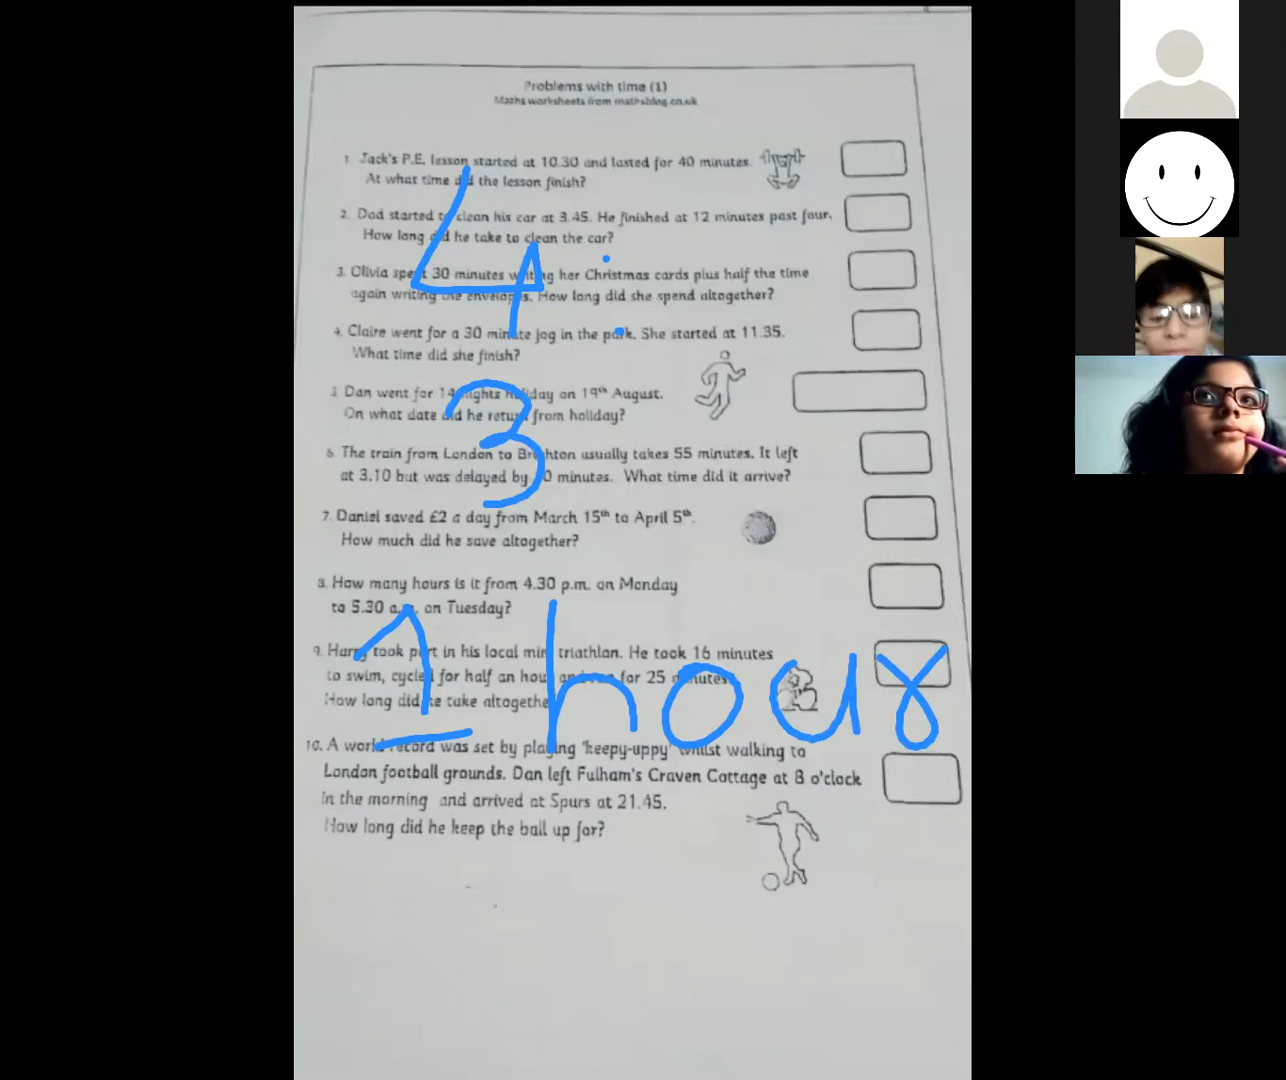 Problems with time (1)
Maths worksheets from mathsblog.co.uk
1. Jack's P.E. lesson started at 10.30 and lasted for 40 minutes.
At what time did the lesson finish?
2. Dad started to clean his car at 3.45. He finished at 12 minutes past four.
How long did he take to clean the car?
3. Olivia spent 30 minutes writing her Christmas cards plus half the time
again writing the envelopes. How long did she spend altogether?
4. Claire went for a 30 minute jog in the park. She started at 11.35.
What time did she finish?
5. Dan went for 14 nights holiday on 19th August.
On what date did he return from holiday?
6. The train from London to Brighton usually takes 55 minutes. It left
at 3.10 but was delayed by minutes. What time did it arrive?
7. Daniel saved £2 a day from March 15th to April 5th.
How much did he save altogether?
8. How many hours is it from 4.30 p.m. on Monday
to 5.30 a.m. on Tuesday?
9. Harry took part in his local mini triathlon. He took 16 minutes
to swim, cycled for half an hour and ran for 25 minutes.
How long did he take altogether
10. A world record was set by playing 'keepy-uppy' whilst walking to
London football grounds. Dan left Fulham's Craven Cottage at 8 o'clock
in the morning and arrived at Spurs at 21.45.
How long did he keep the ball up for?
4:
3
1 hour